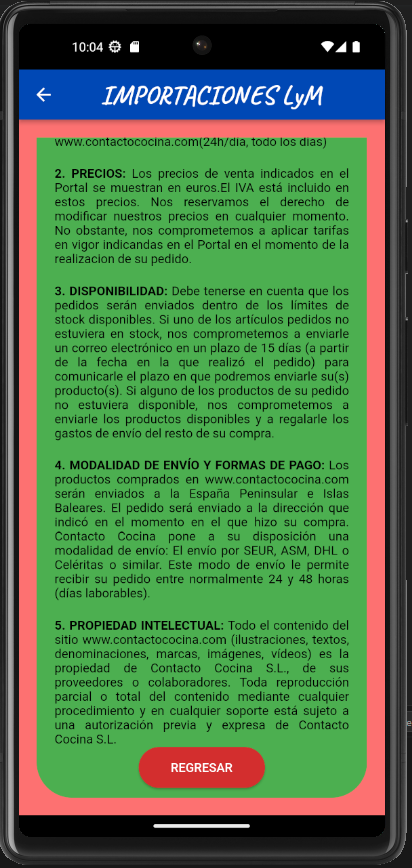 10:04
IMPORTACIONES LyM
www.contactococina.com(24h/día, todo los días)
2. PRECIOS: Los precios de venta indicados en el
Portal se muestran en euros.El IVA está incluido en
estos precios. Nos reservamos el derecho de
modificar nuestros precios en cualquier momento.
No obstante, nos comprometemos a aplicar tarifas
en vigor indicandas en el Portal en el momento de la
realizacion de su pedido.
3. DISPONIBILIDAD: Debe tenerse en cuenta que los
pedidos serán enviados dentro de los límites de
stock disponibles. Si uno de los artículos pedidos no
estuviera en stock, nos comprometemos a enviarle
un correo electrónico en un plazo de 15 días (a partir
de la fecha en la que realizó el pedido) para
comunicarle el plazo en que podremos enviarle su(s)
producto(s). Si alguno de los productos de su pedido
no estuviera disponible, nos comprometemos a
enviarle los productos disponibles y a regalarle los
gastos de envío del resto de su compra.
4. MODALIDAD DE ENVÍO Y FORMAS DE PAGO: Los
productos comprados en www.contactococina.com
serán enviados a la España Peninsular e Islas
Baleares. El pedido será enviado a la dirección que
indicó en el momento en el que hizo su compra.
Contacto Cocina pone a su disposición una
modalidad de envío: El envío por SEUR, ASM, DHL o
Celéritas o similar. Este modo de envío le permite
recibir su pedido entre normalmente 24 y 48 horas
(días laborables).
5. PROPIEDAD INTELECTUAL: Todo el contenido del
sitio www.contactococina.com (ilustraciones, textos,
denominaciones, marcas, imágenes, vídeos) es la
propiedad de Contacto Cocina S.L., de sus
proveedores o colaboradores. Toda reproducción
parcial o total del contenido mediante cualquier
procedimiento y en cualquier soporte está sujeto a
una autorización previa y expresa de Contacto
Cocina S.L.
REGRESAR